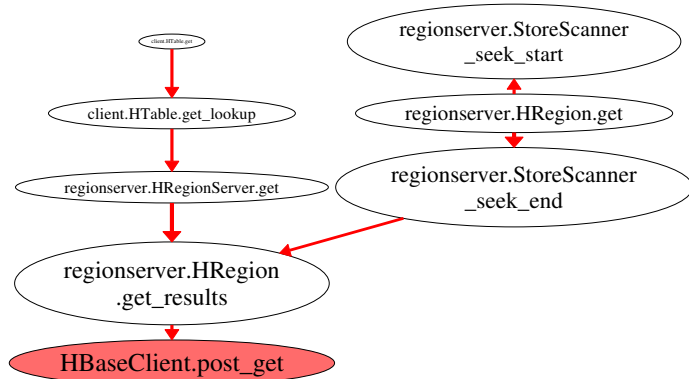 client.HTable.get
client.HTable.get_lookup
regionserver.HRegionServer.get
regionserver.HRegion
.get_results
HBaseClient.post_get
regionserver.StoreScanner
_seek_start
regionserver.HRegion.get
regionserver.StoreScanner
_seek_end